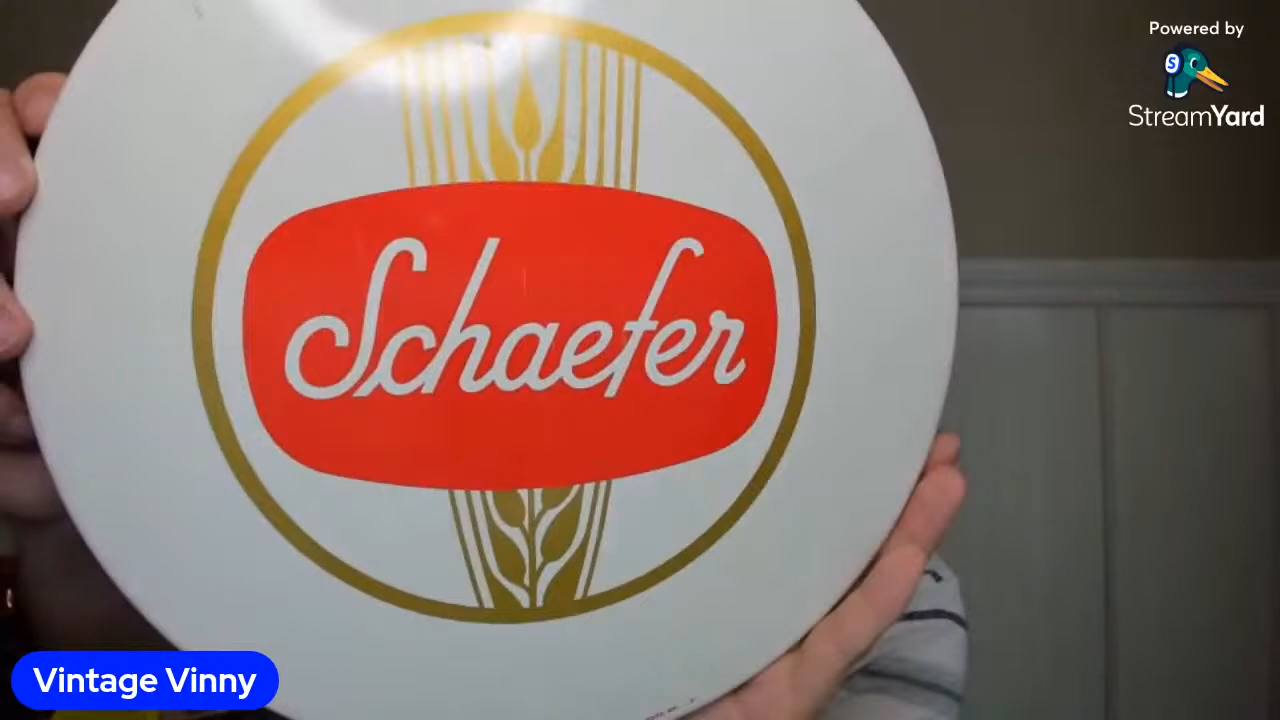 Powered by
S
StreamYard
Schaefer
Vintage Vinny